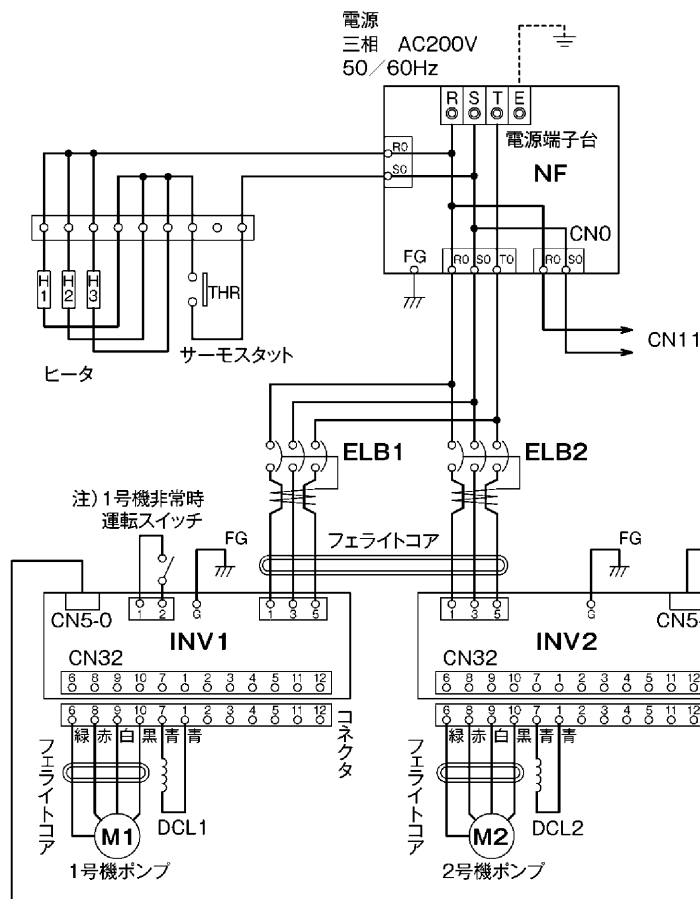 電源
三相 AC200V
50／60Hz
R S T E
電源端子台
NF
R0
S0
CN0
FG
R0 S0 T0 R0 S0
CN11
H1 H2 H3
THR
サーモスタット
ヒータ
ELB1
ELB2
注）1号機非常時
運転スイッチ
FG
フェライトコア
FG
CN5-0
1 2 G 1 3 5
INV1
CN32
6 8 9 10 7 1 2 3 4 5 11 12
6 8 9 10 7 1 2 3 4 5 11 12
緑 赤 白 黒 青 青
コネクタ
フェライトコア
M1
DCL1
1号機ポンプ
1 3 5 G
CN5-
INV2
CN32
6 8 9 10 7 1 2 3 4 5 11 12
6 8 9 10 7 1 2 3 4 5 11 12
緑 赤 白 黒 青 青
フェライトコア
M2
DCL2
2号機ポンプ